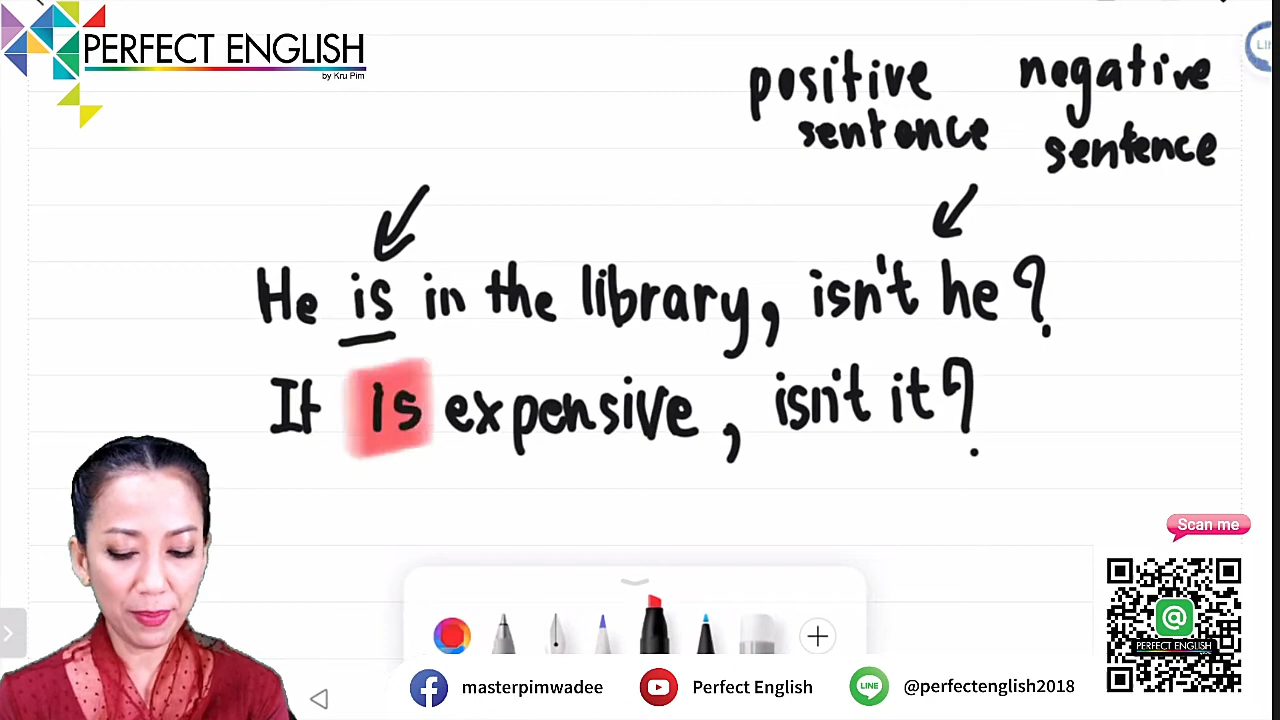 PERFECT ENGLISH
by Kru Pim
positive
sentence
negative
sentence
He is in the library, isn't he?
It is expensive, isn't it?
Scan me
@
PERFECT ENGLISH
masterpimwadee
Perfect English
LINE
@perfectenglish2018